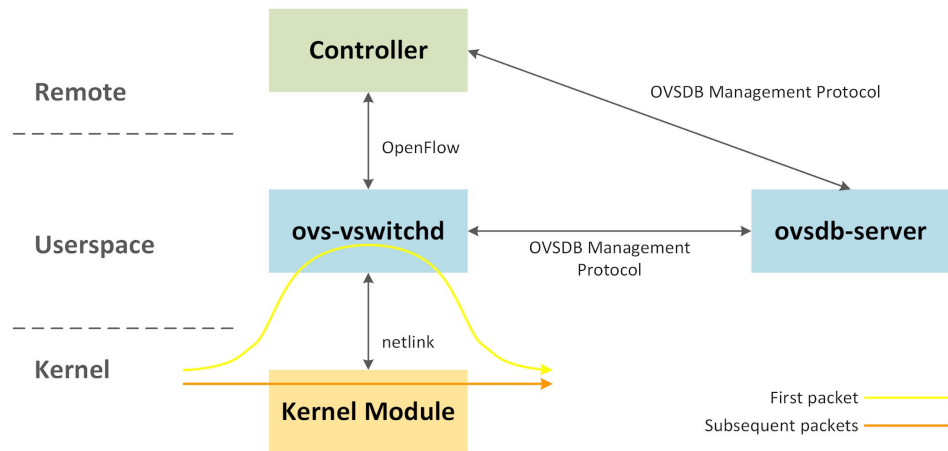 Controller
Remote
OVSDB Management Protocol
OpenFlow
ovs-vswitchd
ovsdb-server
Userspace
OVSDB Management
Protocol
netlink
Kernel
Kernel Module
First packet
Subsequent packets